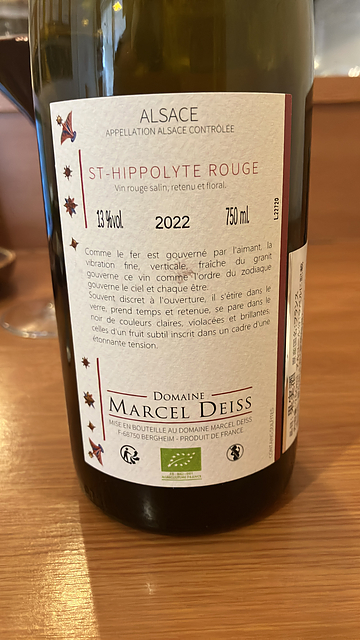 ALSACE
APPELLATION ALSACE CONTRÔLÉE
ST-HIPPOLYTE ROUGE
Vin rouge salin, retenu et floral.
13 %vol
2022
750 ml
L22720
Comme le fer est gouverné par l'aimant, la
vibration fine, verticale, fraiche du granit
gouverne ce vin comme l'ordre du zodiaque
gouverne le ciel et chaque être.
Souvent discret à l'ouverture, il s'étire dans le
verre, prend temps et retenue, se pare dans le
noir de couleurs claires, violacées et brillantes
celles d'un fruit subtil inscrit dans un cadre d'une
étonnante tension.
DOMAINE
MARCEL DEISS
MISE EN BOUTEILLE AU DOMAINE MARCEL DEISS
F-68750 BERGHEIM - PRODUIT DE FRANCE